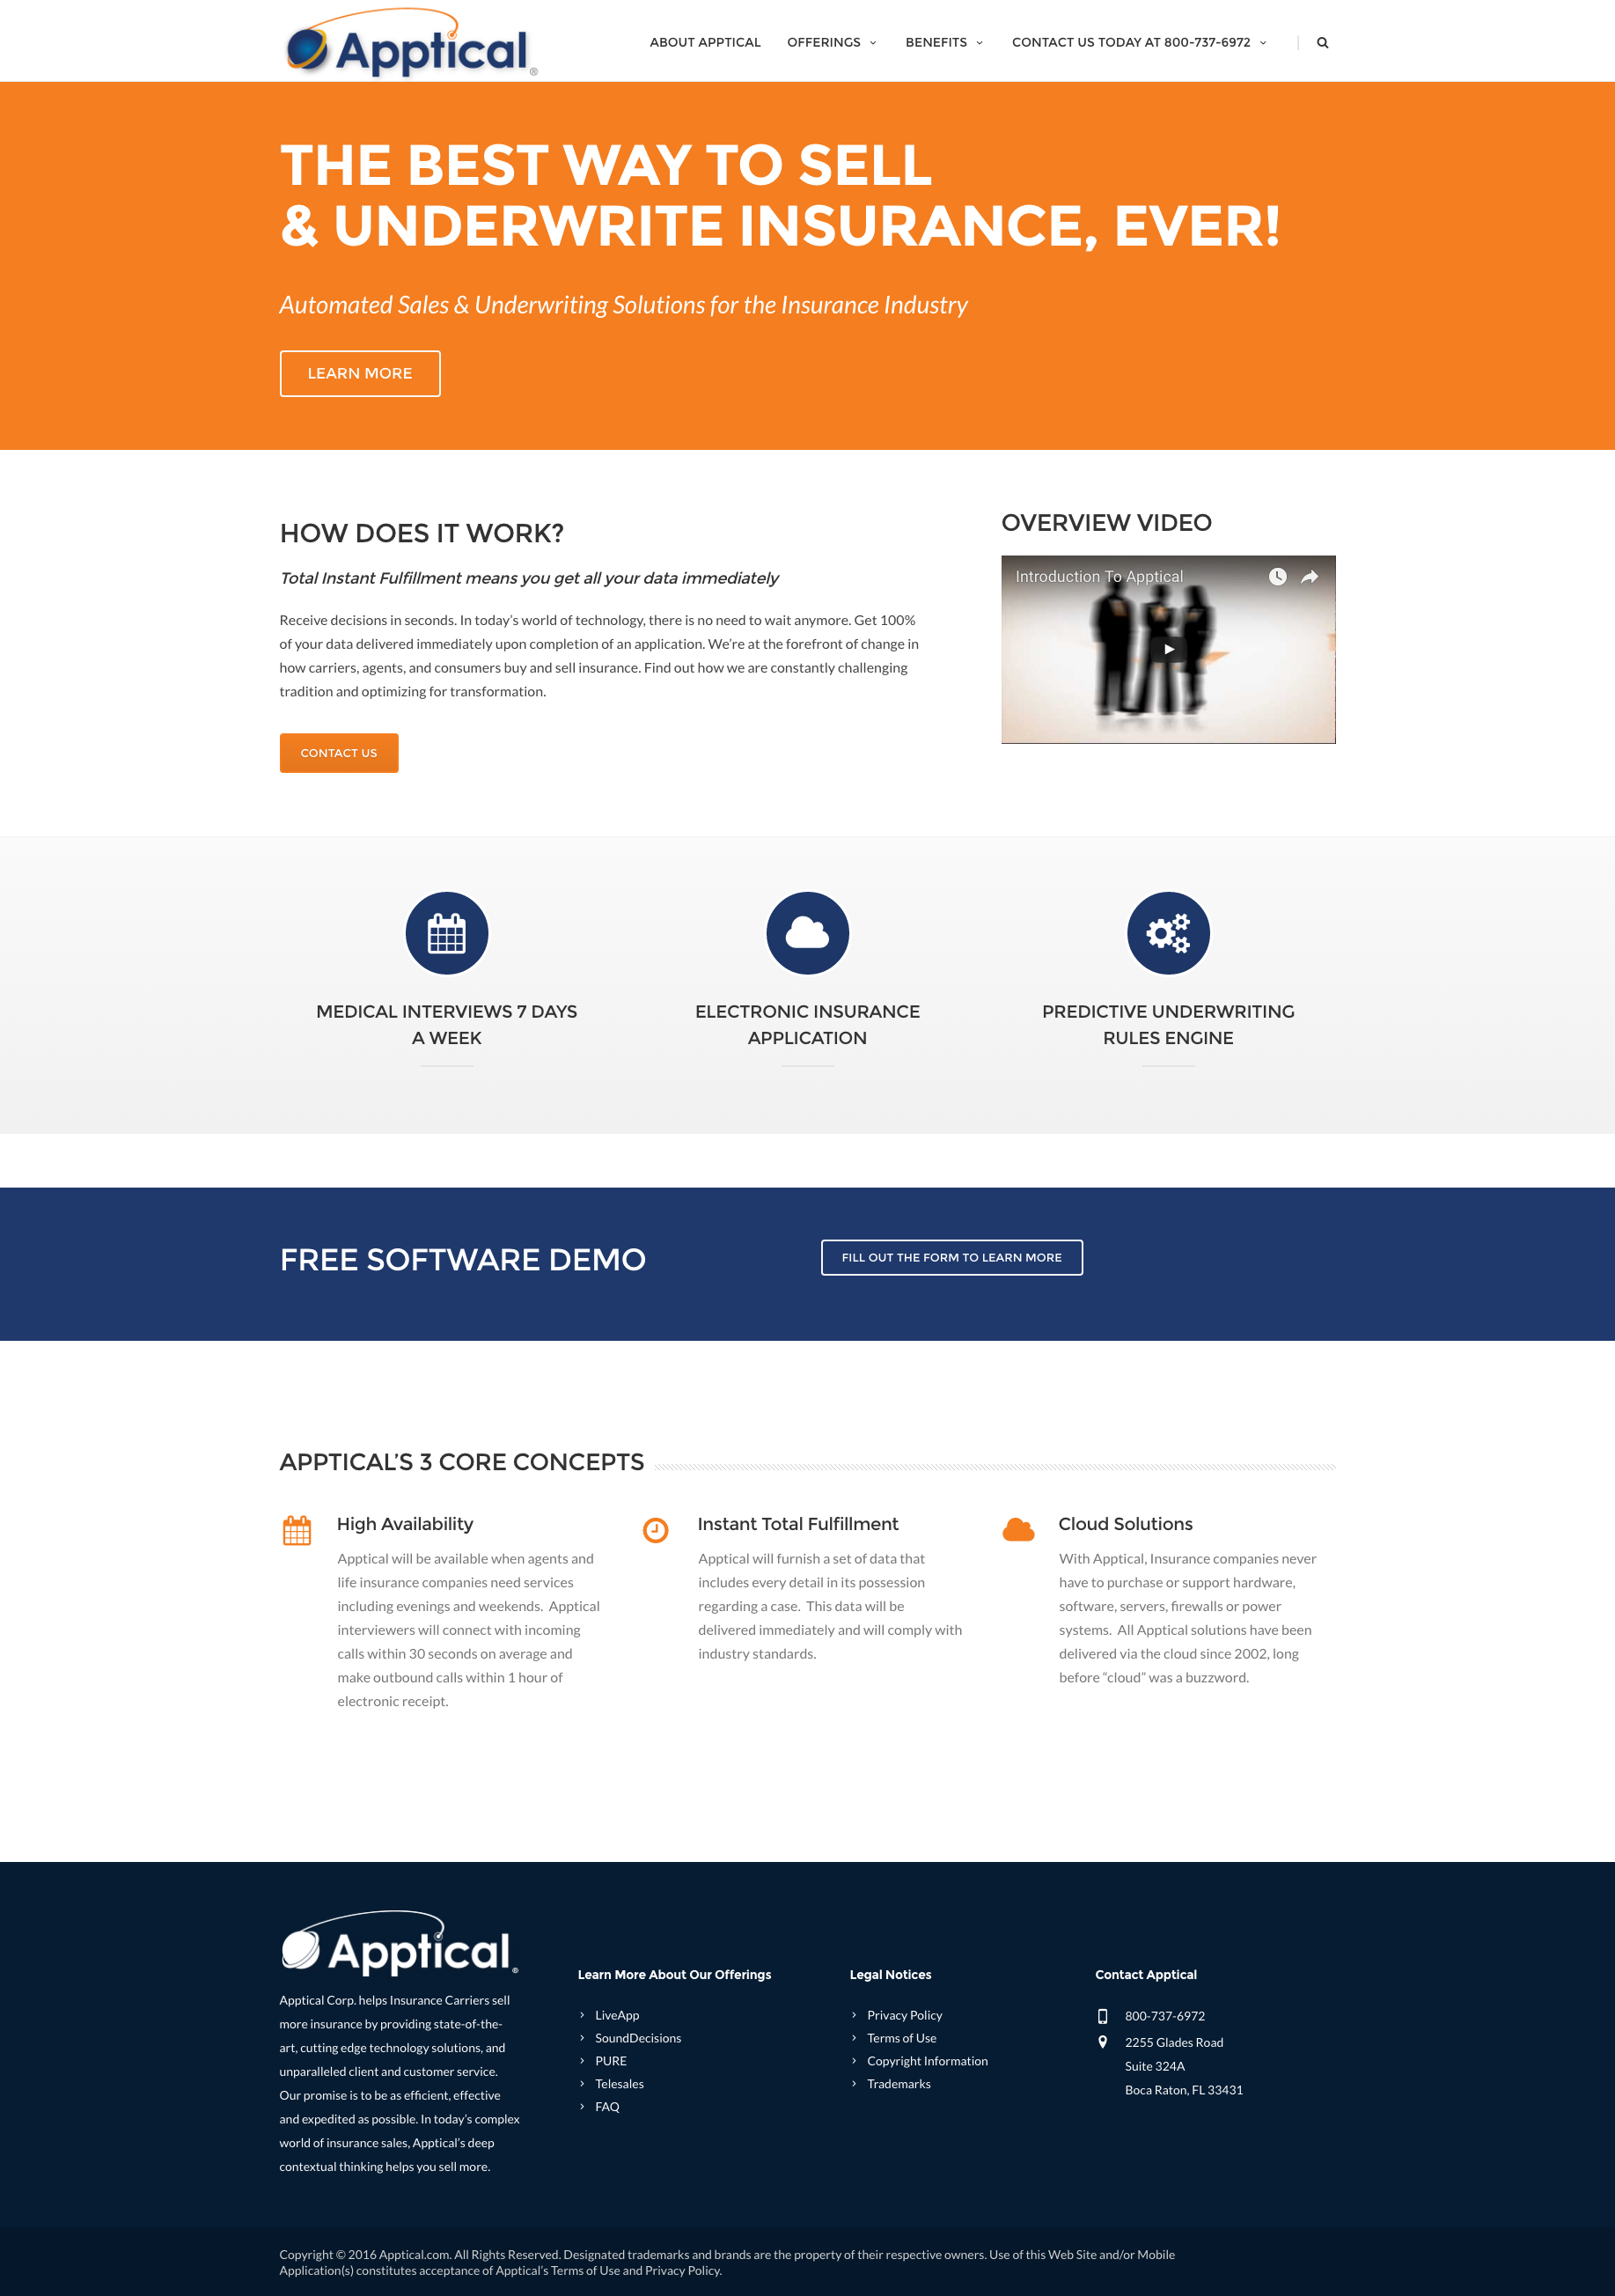 Apptical®
ABOUT APPTICAL
OFFERINGS
BENEFITS
CONTACT US TODAY AT 800-737-6972
THE BEST WAY TO SELL
& UNDERWRITE INSURANCE, EVER!
Automated Sales & Underwriting Solutions for the Insurance Industry
LEARN MORE
HOW DOES IT WORK?
Total Instant Fulfillment means you get all your data immediately
Receive decisions in seconds. In today’s world of technology, there is no need to wait anymore. Get 100%
of your data delivered immediately upon completion of an application. We’re at the forefront of change in
how carriers, agents, and consumers buy and sell insurance. Find out how we are constantly challenging
tradition and optimizing for transformation.
CONTACT US
OVERVIEW VIDEO
Introduction To Apptical
MEDICAL INTERVIEWS 7 DAYS
A WEEK
ELECTRONIC INSURANCE
APPLICATION
PREDICTIVE UNDERWRITING
RULES ENGINE
FREE SOFTWARE DEMO
FILL OUT THE FORM TO LEARN MORE
APPTICAL’S 3 CORE CONCEPTS
High Availability
Apptical will be available when agents and
life insurance companies need services
including evenings and weekends.  Apptical
interviewers will connect with incoming
calls within 30 seconds on average and
make outbound calls within 1 hour of
electronic receipt.
Instant Total Fulfillment
Apptical will furnish a set of data that
includes every detail in its possession
regarding a case.  This data will be
delivered immediately and will comply with
industry standards.
Cloud Solutions
With Apptical, Insurance companies never
have to purchase or support hardware,
software, servers, firewalls or power
systems.  All Apptical solutions have been
delivered via the cloud since 2002, long
before “cloud” was a buzzword.
Apptical®
Apptical Corp. helps Insurance Carriers sell
more insurance by providing state-of-the-
art, cutting edge technology solutions, and
unparalleled client and customer service.
Our promise is to be as efficient, effective
and expedited as possible. In today’s complex
world of insurance sales, Apptical’s deep
contextual thinking helps you sell more.
Learn More About Our Offerings
LiveApp
SoundDecisions
PURE
Telesales
FAQ
Legal Notices
Privacy Policy
Terms of Use
Copyright Information
Trademarks
Contact Apptical
800-737-6972
2255 Glades Road
Suite 324A
Boca Raton, FL 33431
Copyright © 2016 Apptical.com. All Rights Reserved. Designated trademarks and brands are the property of their respective owners. Use of this Web Site and/or Mobile
Application(s) constitutes acceptance of Apptical’s Terms of Use and Privacy Policy.